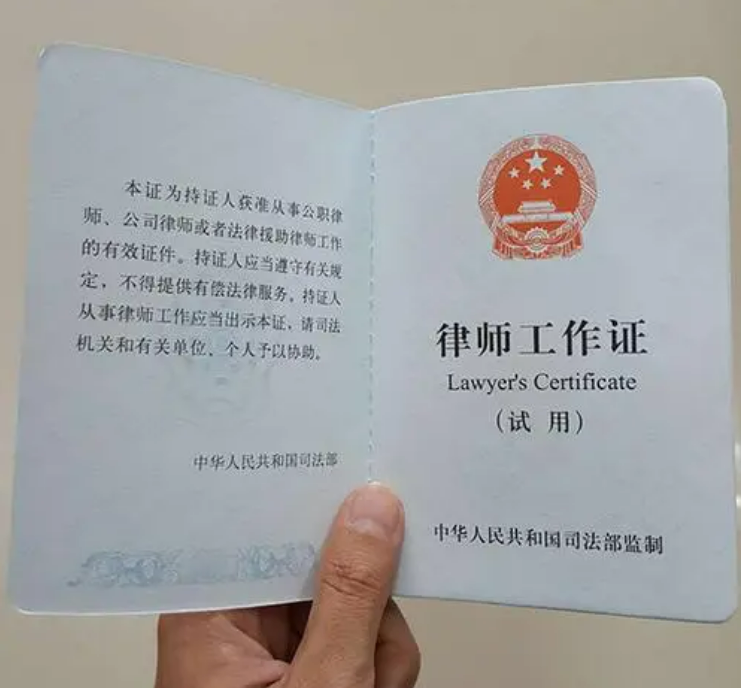 本证为持证人获准从事公职律
师、公司律师或者法律援助律师工作
的有效证件。持证人应当遵守有关规
定，不得提供有偿法律服务。持证人
从事律师工作应当出示本证，请司法
机关和有关单位、个人予以协助。
中华人民共和国司法部
律师工作证
Lawyer's Certificate
（试 用）
中华人民共和国司法部监制